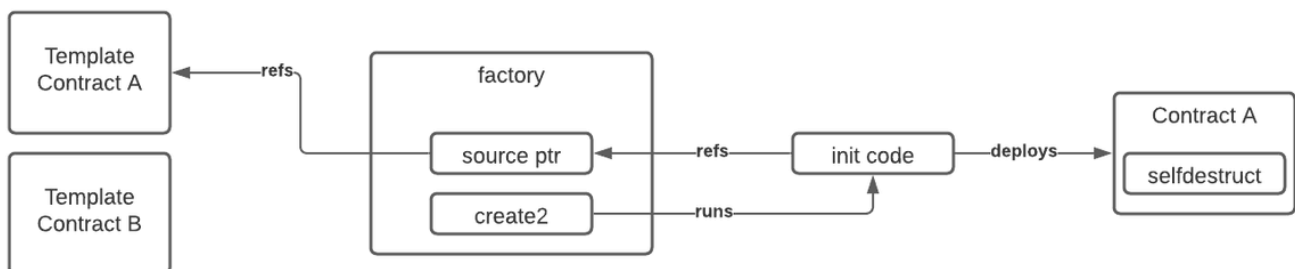 Template
Contract A
refs
factory
source ptr
refs
init code
deploys
Contract A
selfdestruct
create2
runs
Template
Contract B